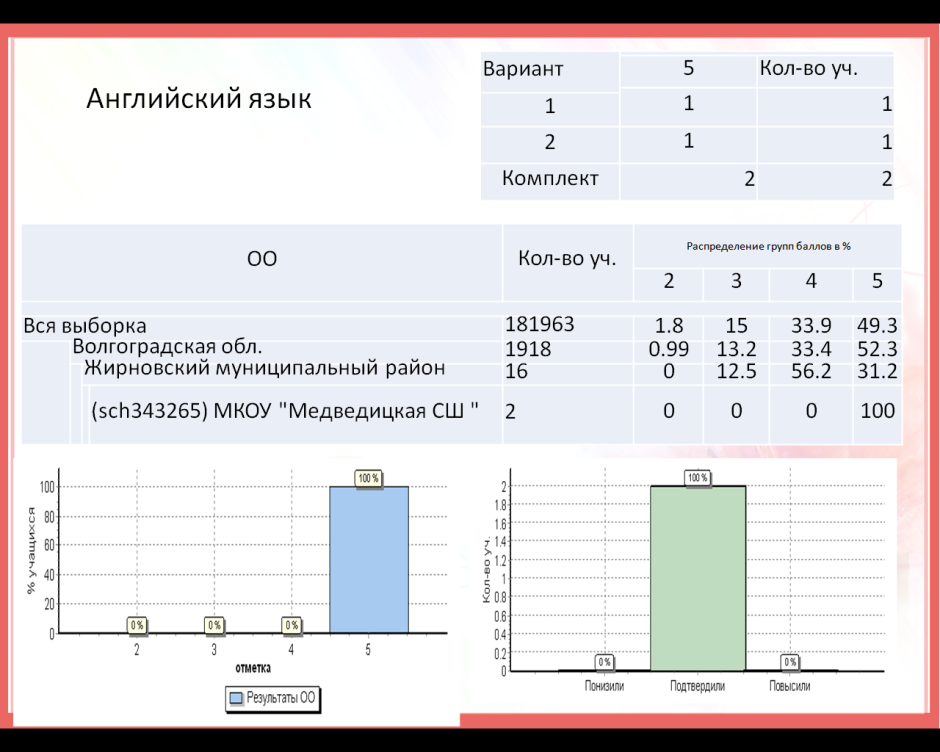 Английский язык
Вариант 5 Кол-во уч.
1 1 1
2 1 1
Комплект 2 2
ОО Кол-во уч. Распределение групп баллов в %
2 3 4 5
Вся выборка 181963 1.8 15 33.9 49.3
Волгоградская обл. 1918 0.99 13.2 33.4 52.3
Жирновский муниципальный район 16 0 12.5 56.2 31.2
(sch343265) МКОУ "Медведицкая СШ " 2 0 0 0 100
% учащихся
100
80
60
40
20
0
0 % 0 % 0 % 100 %
2 3 4 5
отметка
Результаты ОО
Кол-во уч.
2
1.8
1.6
1.4
1.2
1
0.8
0.6
0.4
0.2
0
0 % 100 % 0 %
Понизили Подтвердили Повысили